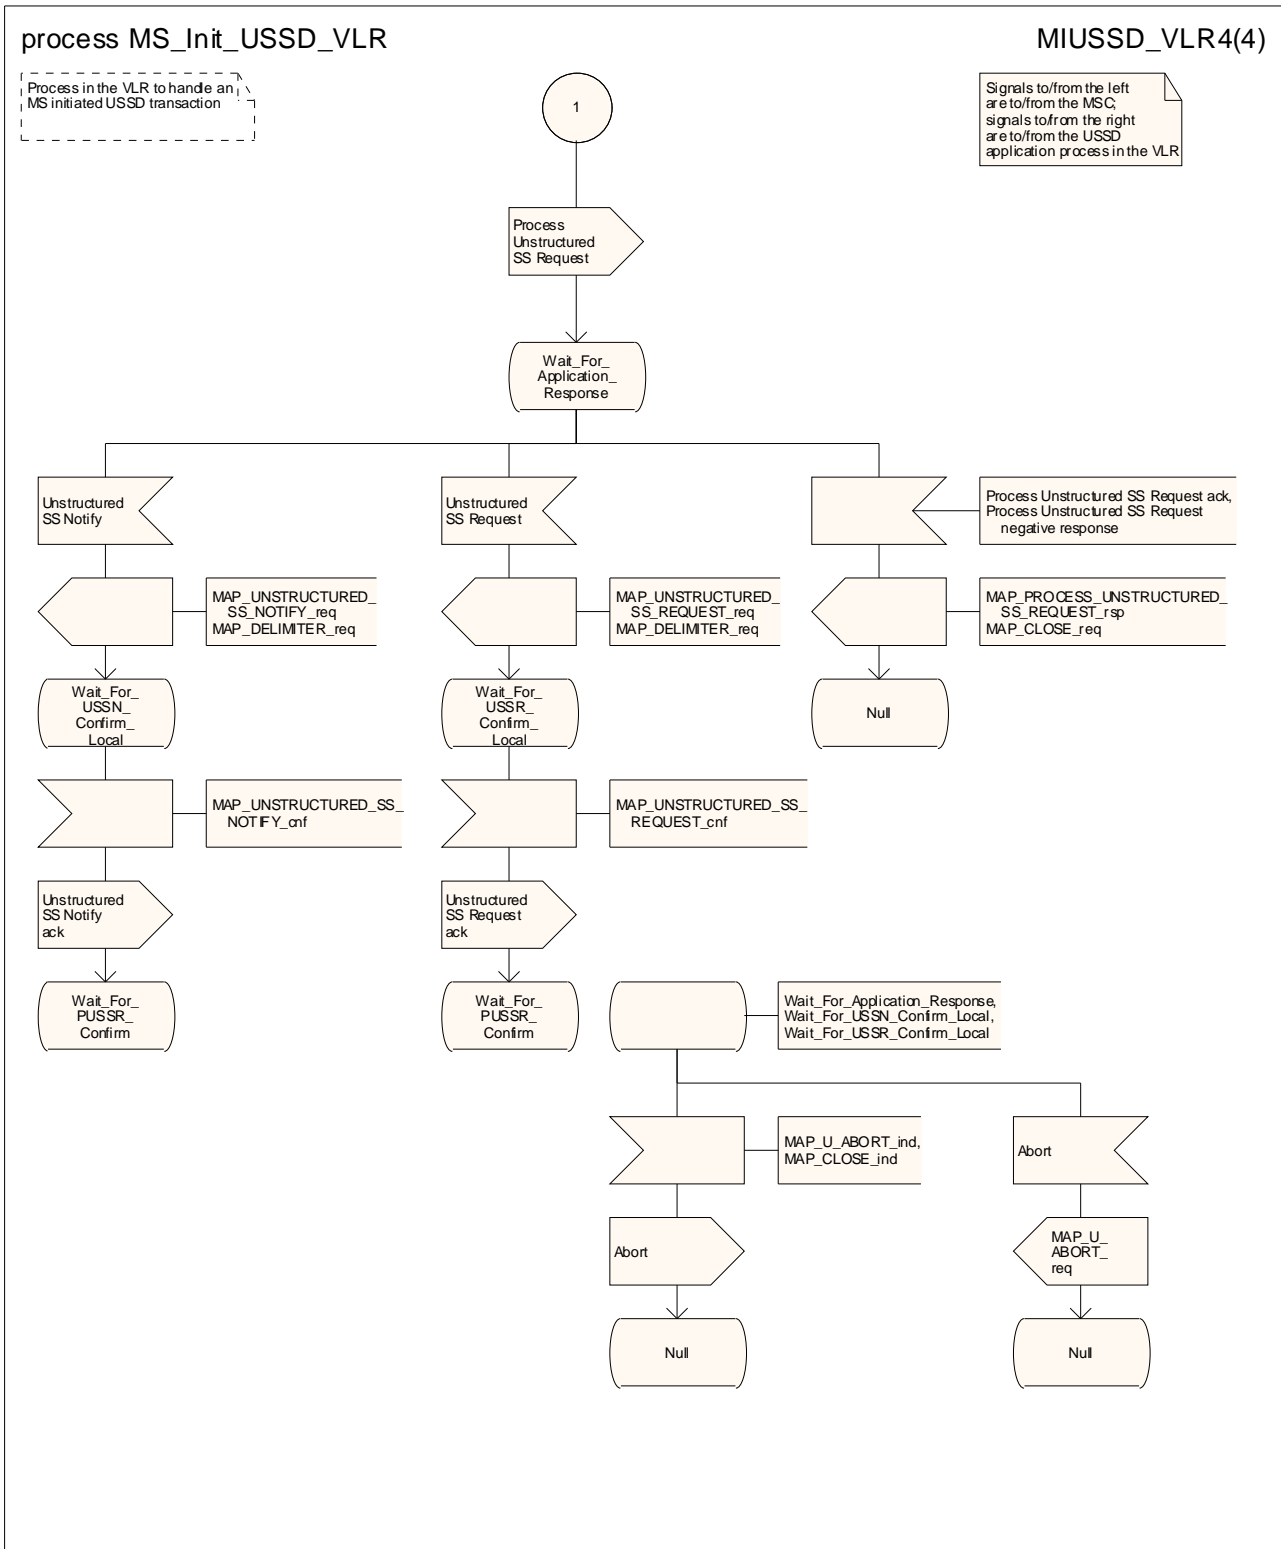 process MS_Init_USSD_VLR
MIUSSD_VLR4(4)
Process in the VLR to handle an
MS initiated USSD transaction
1
Signals to/from the left
are to/from the MSC;
signals to/from the right
are to/from the USSD
application process in the VLR
Process
Unstructured
SS Request
Wait_For_
Application_
Response
Unstructured
SS Notify
Unstructured
SS Request
Process Unstructured SS Request ack,
Process Unstructured SS Request
negative response
MAP_UNSTRUCTURED_
SS_NOTIFY_req
MAP_DELIMITER_req
MAP_UNSTRUCTURED_
SS_REQUEST_req
MAP_DELIMITER_req
MAP_PROCESS_UNSTRUCTURED_
SS_REQUEST_rsp
MAP_CLOSE_req
Wait_For_
USSN_
Confirm_
Local
Wait_For_
USSR_
Confirm_
Local
Null
MAP_UNSTRUCTURED_SS_
NOTIFY_cnf
MAP_UNSTRUCTURED_SS_
REQUEST_cnf
Unstructured
SS Notify
ack
Unstructured
SS Request
ack
Wait_For_
PUSSR_
Confirm
Wait_For_
PUSSR_
Confirm
Wait_For_Application_Response,
Wait_For_USSN_Confirm_Local,
Wait_For_USSR_Confirm_Local
MAP_U_ABORT_ind,
MAP_CLOSE_ind
Abort
Abort
MAP_U_
ABORT_
req
Null
Null